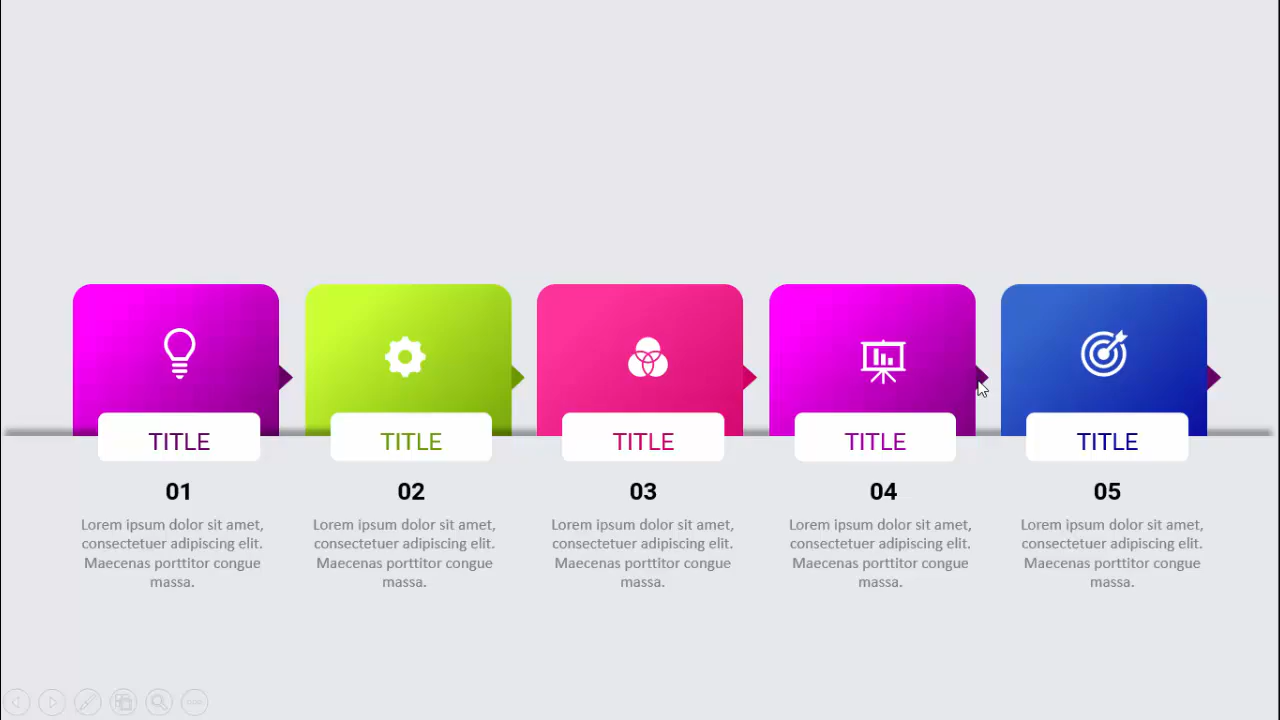 TITLE
01
Lorem ipsum dolor sit amet,
consectetuer adipiscing elit.
Maecenas porttitor congue
massa.
TITLE
02
Lorem ipsum dolor sit amet,
consectetuer adipiscing elit.
Maecenas porttitor congue
massa.
TITLE
03
Lorem ipsum dolor sit amet,
consectetuer adipiscing elit.
Maecenas porttitor congue
massa.
TITLE
04
Lorem ipsum dolor sit amet,
consectetuer adipiscing elit.
Maecenas porttitor congue
massa.
TITLE
05
Lorem ipsum dolor sit amet,
consectetuer adipiscing elit.
Maecenas porttitor congue
massa.